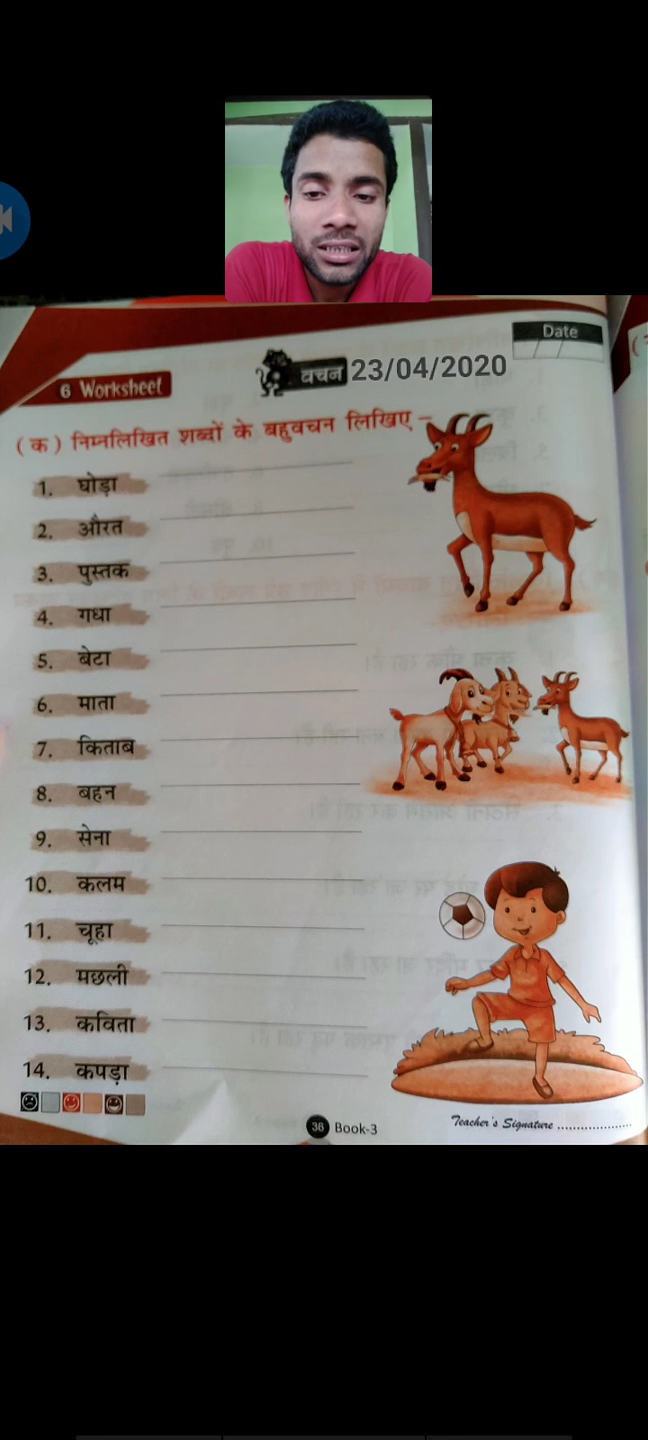 6 Worksheet
वचन 23/04/2020
Date
(क) निम्नलिखित शब्दों के बहुवचन लिखिए –
1. घोड़ा
2. औरत
3. पुस्तक
4. गधा
5. बेटा
6. माता
7. किताब
8. बहन
9. सेना
10. कलम
11. चूहा
12. मछली
13. कविता
14. कपड़ा
36 Book-3
Teacher's Signature ....................